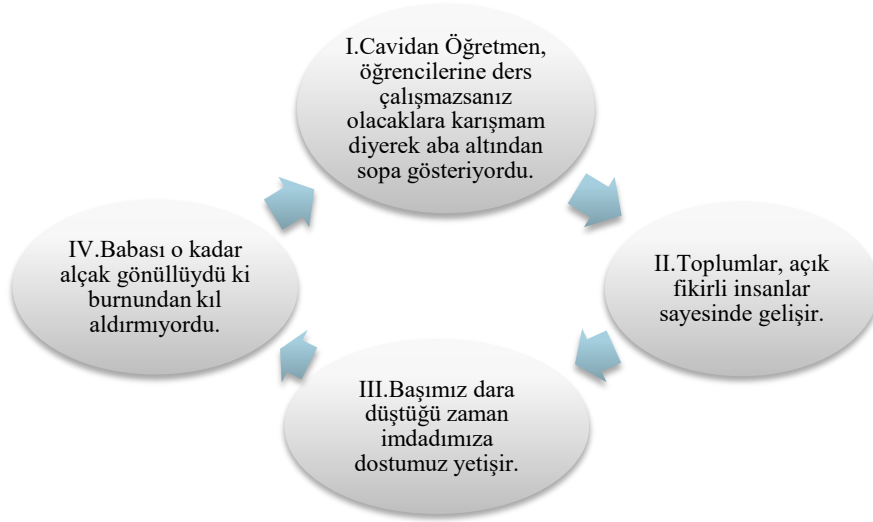 I.Cavidan Öğretmen,
öğrencilerine ders
çalışmazsanız
olacaklara karışmam
diyerek aba altından
sopa gösteriyordu.
II.Toplumlar, açık
fikirli insanlar
sayesinde gelişir.
III.Başımız dara
düştüğü zaman
imdadımıza
dostumuz yetişir.
IV.Babası o kadar
alçak gönüllüydü ki
burnundan kıl
aldırmıyordu.